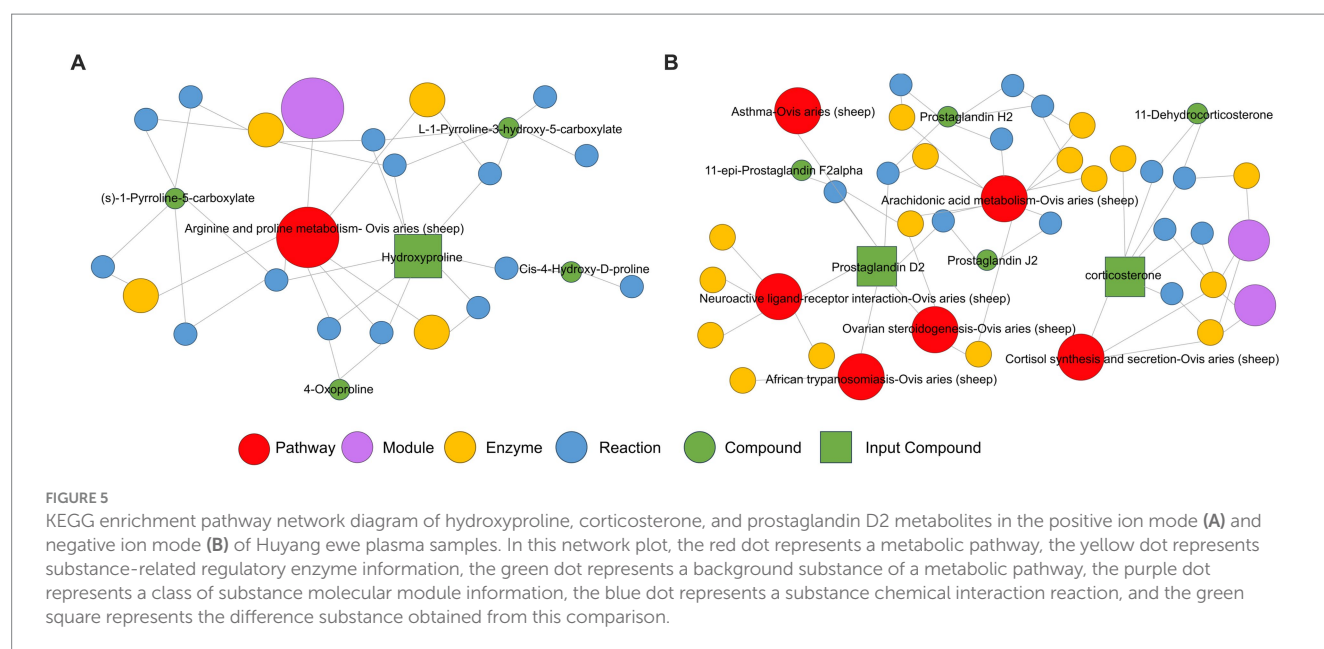 A
B
L-1-Pyrroline-3-hydroxy-5-carboxylate
(s)-1-Pyrroline-5-carboxylate
Arginine and proline metabolism- Ovis aries (sheep)
Hydroxyproline
Cis-4-Hydroxy-D-proline
4-Oxoproline
Asthma-Ovis aries (sheep)
Prostaglandin H2
11-Dehydrocorticosterone
11-epi-Prostaglandin F2alpha
Arachidonic acid metabolism-Ovis aries (sheep)
Prostaglandin D2
Prostaglandin J2
corticosterone
Neuroactive ligand-receptor interaction-Ovis aries (sheep)
Ovarian steroidogenesis-Ovis aries (sheep)
Cortisol synthesis and secretion-Ovis aries (sheep)
African trypanosomiasis-Ovis aries (sheep)
Pathway Module Enzyme Reaction Compound Input Compound
FIGURE 5
KEGG enrichment pathway network diagram of hydroxyproline, corticosterone, and prostaglandin D2 metabolites in the positive ion mode (A) and
negative ion mode (B) of Huyang ewe plasma samples. In this network plot, the red dot represents a metabolic pathway, the yellow dot represents
substance-related regulatory enzyme information, the green dot represents a background substance of a metabolic pathway, the purple dot
represents a class of substance molecular module information, the blue dot represents a substance chemical interaction reaction, and the green
square represents the difference substance obtained from this comparison.